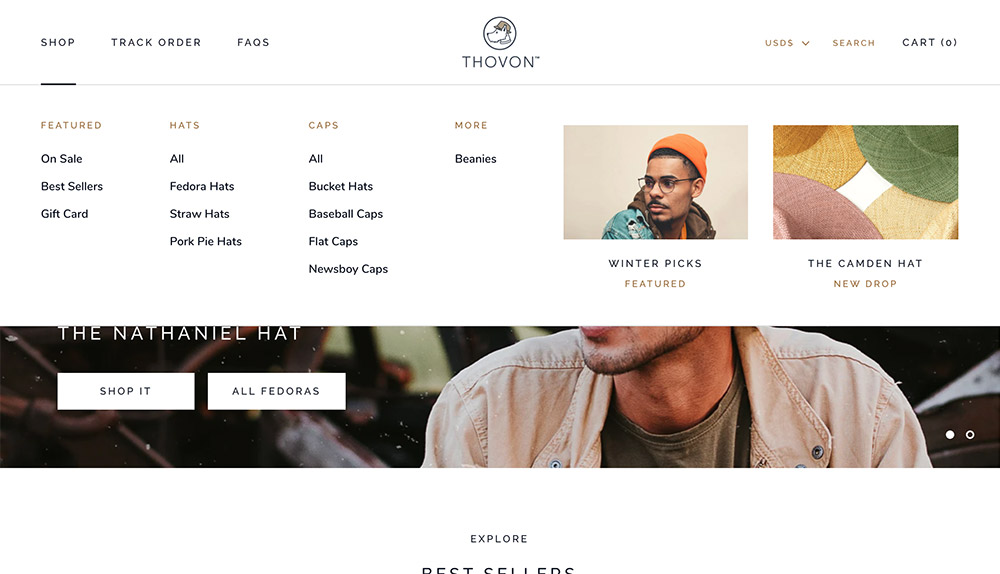 SHOP
TRACK ORDER
FAQS
THOVON™
USD$
SEARCH
CART (0)
FEATURED
On Sale
Best Sellers
Gift Card
HATS
All
Fedora Hats
Straw Hats
Pork Pie Hats
CAPS
All
Bucket Hats
Baseball Caps
Flat Caps
Newsboy Caps
MORE
Beanies
WINTER PICKS
FEATURED
THE CAMDEN HAT
NEW DROP
THE NATHANIEL HAT
SHOP IT
ALL FEDORAS
EXPLORE
BEST SELLERS